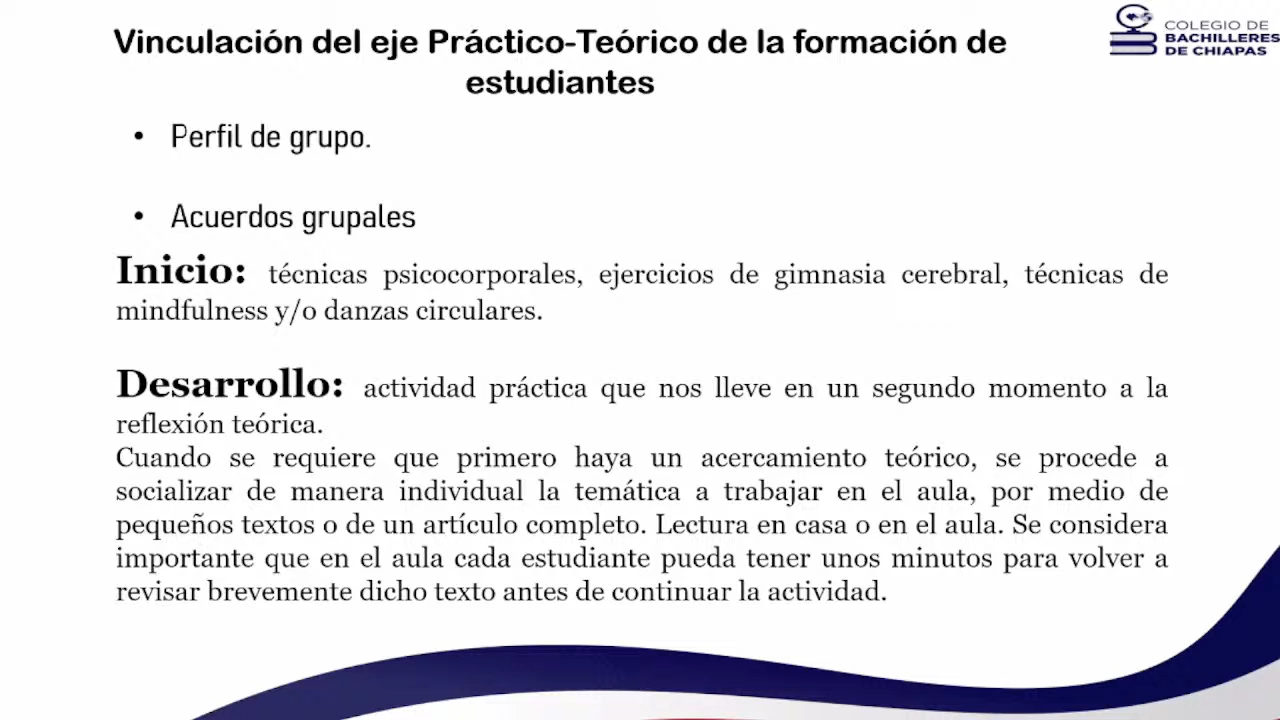 Vinculación del eje Práctico-Teórico de la formación de
estudiantes
COLEGIO DE
BACHILLERES
DE CHIAPAS
• Perfil de grupo.
• Acuerdos grupales
Inicio: técnicas psicocorporales, ejercicios de gimnasia cerebral, técnicas de
mindfulness y/o danzas circulares.
Desarrollo: actividad práctica que nos lleve en un segundo momento a la
reflexión teórica.
Cuando se requiere que primero haya un acercamiento teórico, se procede a
socializar de manera individual la temática a trabajar en el aula, por medio de
pequeños textos o de un artículo completo. Lectura en casa o en el aula. Se considera
importante que en el aula cada estudiante pueda tener unos minutos para volver a
revisar brevemente dicho texto antes de continuar la actividad.